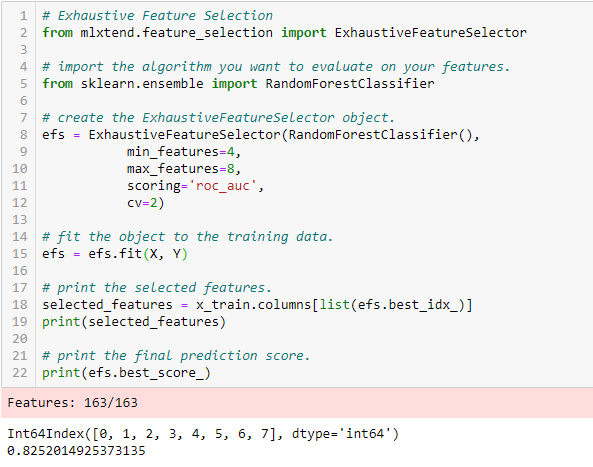 1 # Exhaustive Feature Selection
2 from mlxtend.feature_selection import ExhaustiveFeatureSelector
3
4 # import the algorithm you want to evaluate on your features.
5 from sklearn.ensemble import RandomForestClassifier
6
7 # create the ExhaustiveFeatureSelector object.
8 efs = ExhaustiveFeatureSelector(RandomForestClassifier(),
9            min_features=4,
10            max_features=8,
11            scoring='roc_auc',
12            cv=2)
13
14 # fit the object to the training data.
15 efs = efs.fit(X, Y)
16
17 # print the selected features.
18 selected_features = x_train.columns[list(efs.best_idx_)]
19 print(selected_features)
20
21 # print the final prediction score.
22 print(efs.best_score_)
Features: 163/163
Int64Index([0, 1, 2, 3, 4, 5, 6, 7], dtype='int64')
0.8252014925373135